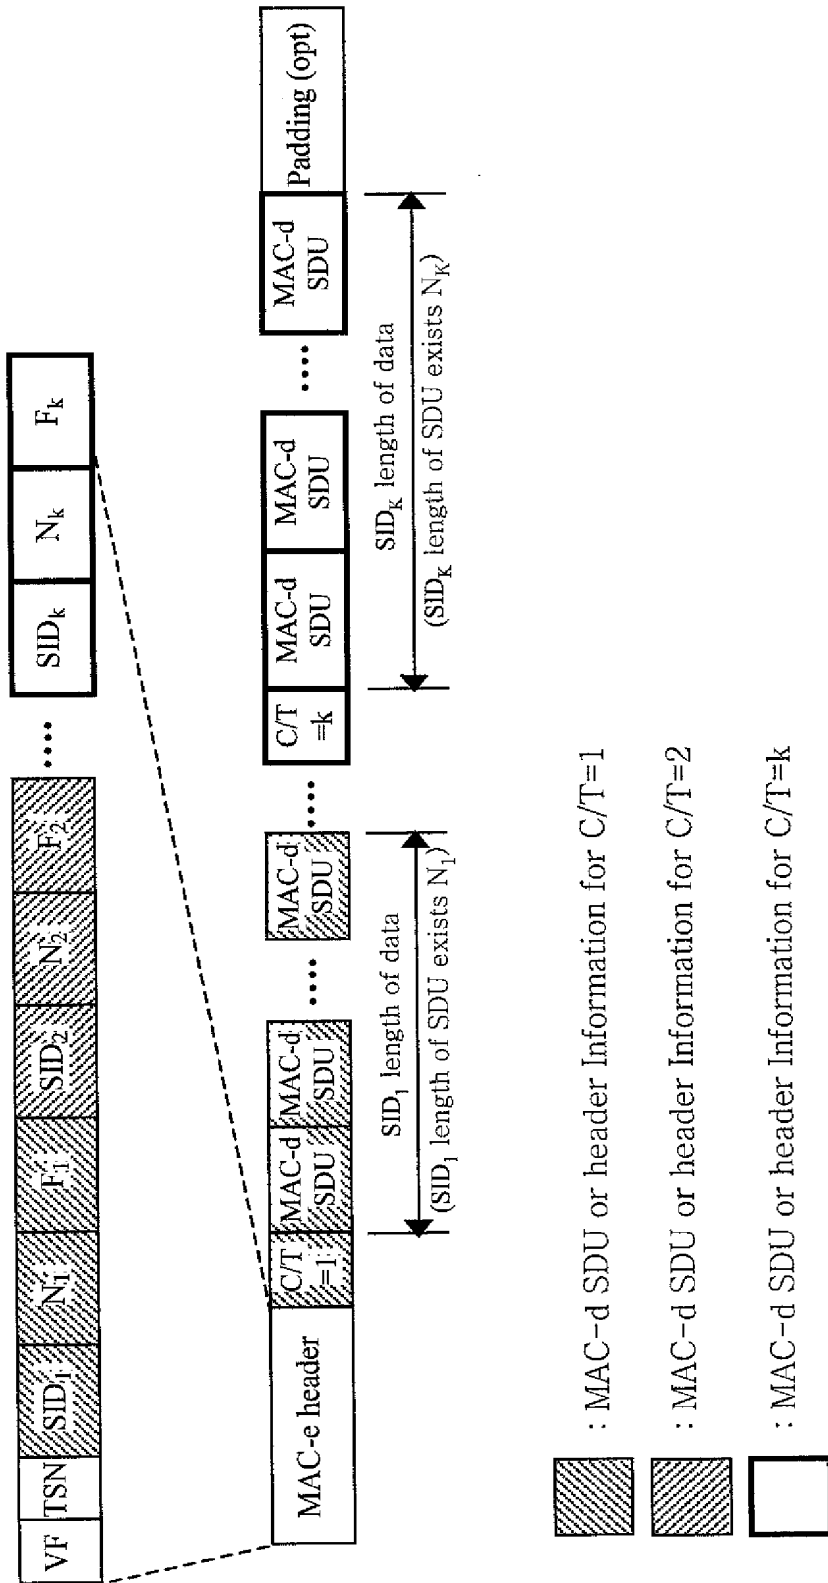 VF TSN SID₁ N₁ F₁ SID₂ N₂ F₂ •••• SIDₖ Nₖ Fₖ
MAC-e header
C/T
=1
MAC-d
SDU
MAC-d
SDU
••••
MAC-d
SDU
••••
C/T
=k
MAC-d
SDU
MAC-d
SDU
••••
MAC-d
SDU
Padding (opt)
SID₁ length of data
(SID₁ length of SDU exists N₁)
SID_K length of data
(SID_K length of SDU exists N_K)
: MAC-d SDU or header Information for C/T=1
: MAC-d SDU or header Information for C/T=2
: MAC-d SDU or header Information for C/T=k